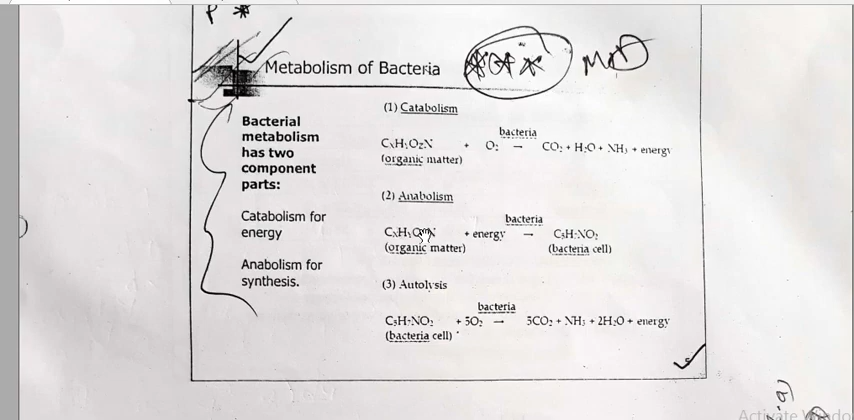 P *
Metabolism of Bacteria
Bacterial
metabolism
has two
component
parts:
Catabolism for
energy
Anabolism for
synthesis.
(1) Catabolism
bacteria
CxHyOzN + O₂ → CO₂ + H₂O + NH₃ + energy
(organic matter)
(2) Anabolism
bacteria
+ energy → C₅H₇NO₂
(organic matter) (bacteria cell)
(3) Autolysis
bacteria
C₅H₇NO₂ + 5O₂ → 5CO₂ + NH₃ + 2H₂O + energy
(bacteria cell)
Activate